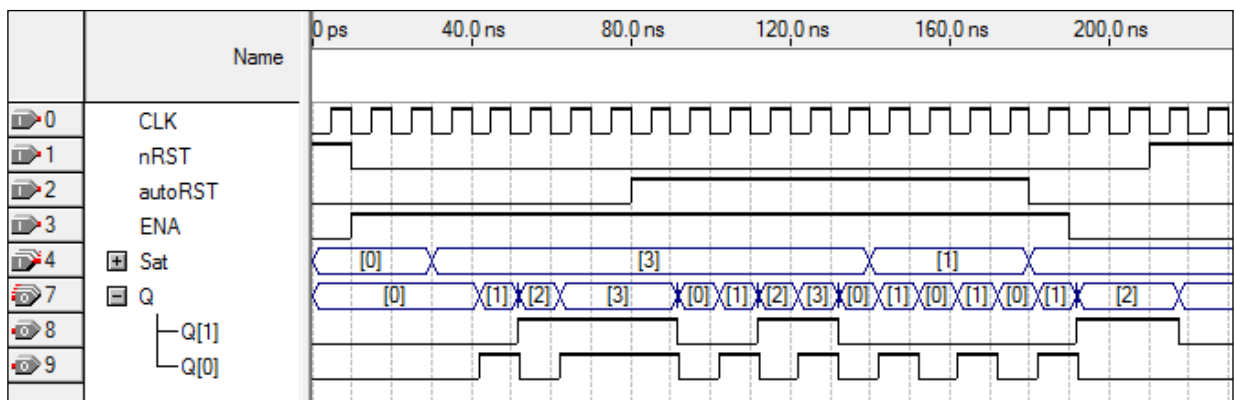 Name 0 ps 40.0 ns 80.0 ns 120.0 ns 160.0 ns 200.0 ns
0 CLK
1 nRST
2 autoRST
3 ENA
4 Sat [0] [3] [1]
7 Q [0] [1] [2] [3] [0] [1] [2] [3] [0] [1] [0] [1] [0] [1] [2]
8 Q[1]
9 Q[0]